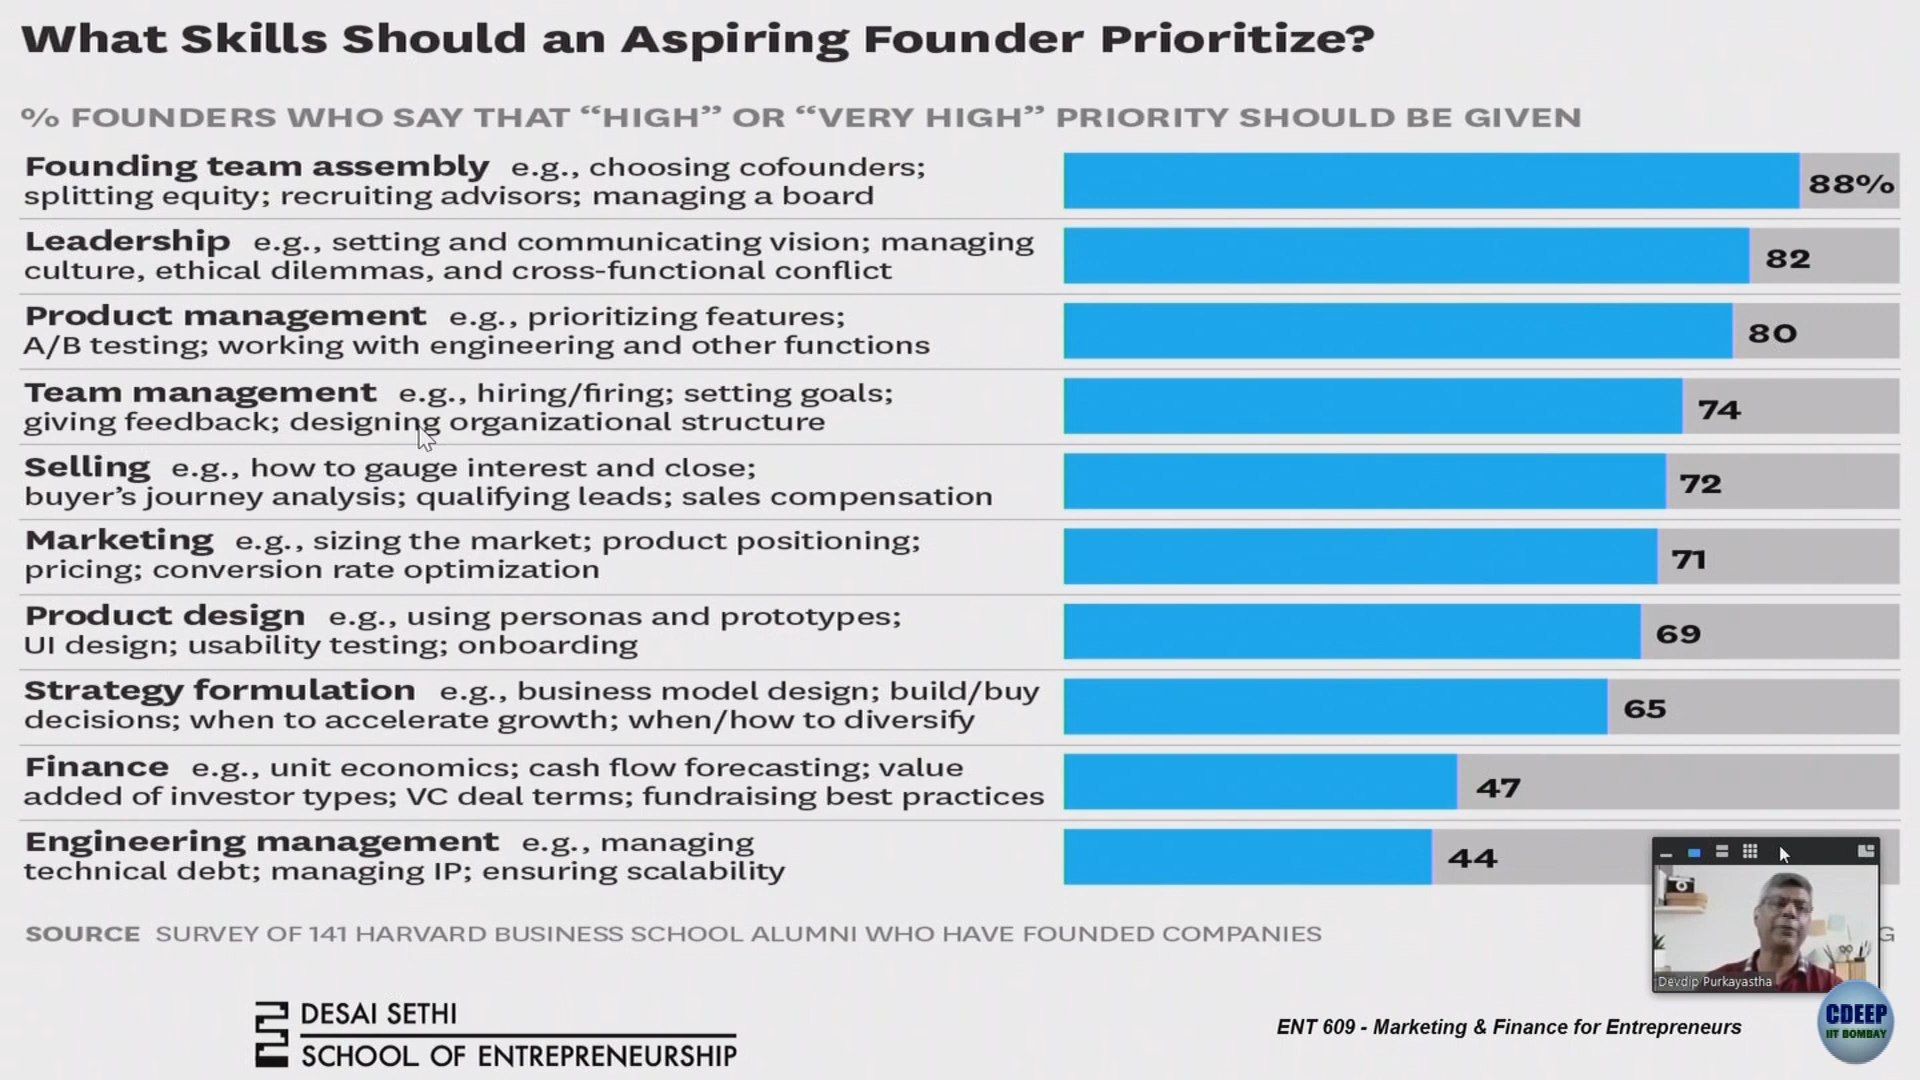 What Skills Should an Aspiring Founder Prioritize?
% FOUNDERS WHO SAY THAT “HIGH” OR “VERY HIGH” PRIORITY SHOULD BE GIVEN
Founding team assembly e.g., choosing cofounders;
splitting equity; recruiting advisors; managing a board
88%
Leadership e.g., setting and communicating vision; managing
culture, ethical dilemmas, and cross-functional conflict
82
Product management e.g., prioritizing features;
A/B testing; working with engineering and other functions
80
Team management e.g., hiring/firing; setting goals;
giving feedback; designing organizational structure
74
Selling e.g., how to gauge interest and close;
buyer’s journey analysis; qualifying leads; sales compensation
72
Marketing e.g., sizing the market; product positioning;
pricing; conversion rate optimization
71
Product design e.g., using personas and prototypes;
UI design; usability testing; onboarding
69
Strategy formulation e.g., business model design; build/buy
decisions; when to accelerate growth; when/how to diversify
65
Finance e.g., unit economics; cash flow forecasting; value
added of investor types; VC deal terms; fundraising best practices
47
Engineering management e.g., managing
technical debt; managing IP; ensuring scalability
44
SOURCE SURVEY OF 141 HARVARD BUSINESS SCHOOL ALUMNI WHO HAVE FOUNDED COMPANIES
Devdip Purkayastha
DESAI SETHI
SCHOOL OF ENTREPRENEURSHIP
ENT 609 - Marketing & Finance for Entrepreneurs
CDEEP
IIT BOMBAY